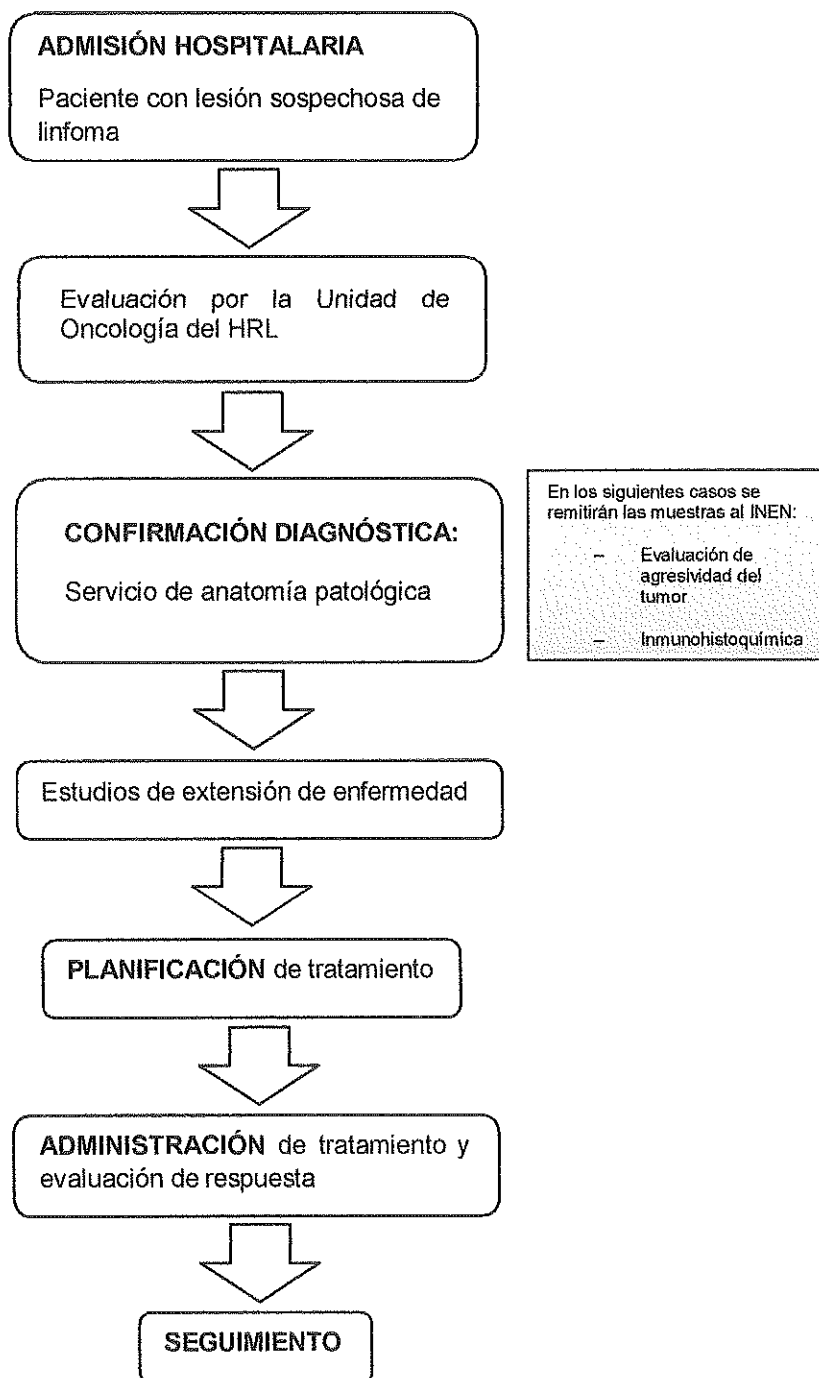 ADMISIÓN HOSPITALARIA
Paciente con lesión sospechosa de
linfoma
Evaluación por la Unidad de
Oncología del HRL
CONFIRMACIÓN DIAGNÓSTICA:
Servicio de anatomía patológica
En los siguientes casos se
remitirán las muestras al INEN:
– Evaluación de
agresividad del
tumor
– Inmunohistoquímica
Estudios de extensión de enfermedad
PLANIFICACIÓN de tratamiento
ADMINISTRACIÓN de tratamiento y
evaluación de respuesta
SEGUIMIENTO